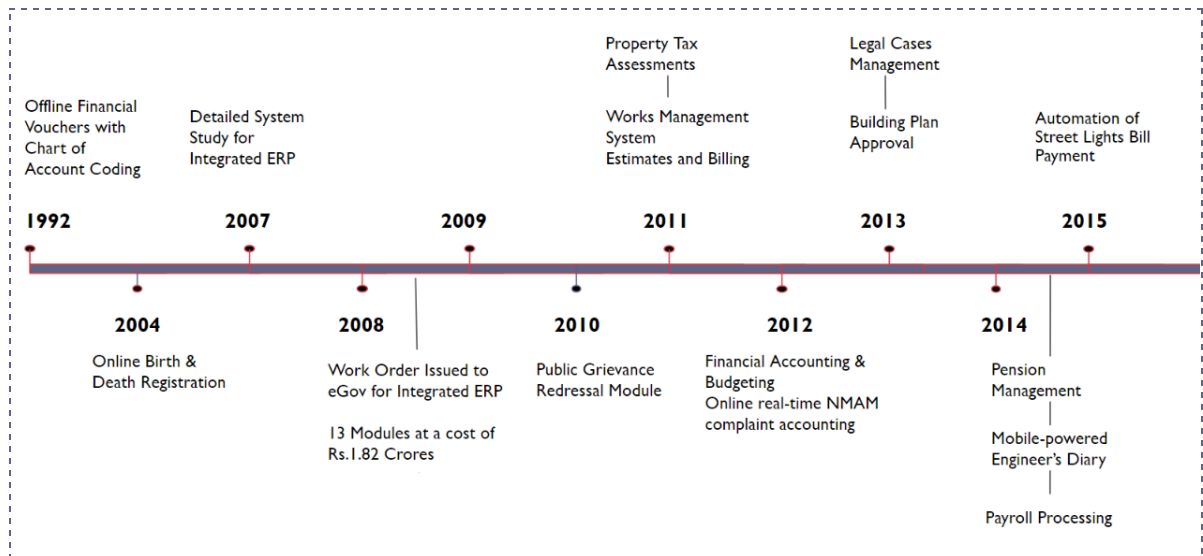 Property Tax
Assessments
Works Management
System
Estimates and Billing
Legal Cases
Management
Building Plan
Approval
Offline Financial
Vouchers with
Chart of
Account Coding
Detailed System
Study for
Integrated ERP
Automation of
Street Lights Bill
Payment
1992
2007
2009
2011
2013
2015
2004
2008
2010
2012
2014
Online Birth &
Death Registration
Work Order Issued to
eGov for Integrated ERP
13 Modules at a cost of
Rs.1.82 Crores
Public Grievance
Redressal Module
Financial Accounting &
Budgeting
Online real-time NMAM
complaint accounting
Pension
Management
Mobile-powered
Engineer's Diary
Payroll Processing